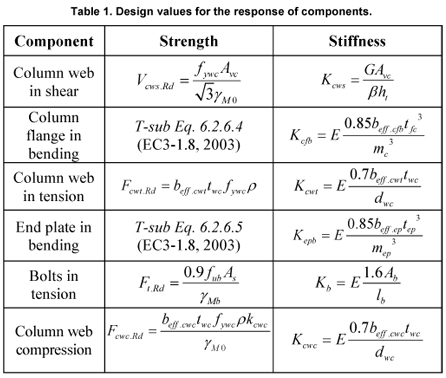 Table 1. Design values for the response of components.
Component Strength Stiffness
Column web in shear V_{cws.Rd} = \frac{f_{ywc} A_{vc}}{\sqrt{3} γ_{M0}} K_{cws} = \frac{G A_{vc}}{β h_t}
Column flange in bending T-sub Eq. 6.2.6.4 (EC3-1.8, 2003) K_{cfb} = E \frac{0.85 b_{eff.cfb} t_{fc}^3}{m_c^3}
Column web in tension F_{cwt.Rd} = b_{eff.cwt} t_{wc} f_{ywc} ρ K_{cwt} = E \frac{0.7 b_{eff.cwt} t_{wc}}{d_{wc}}
End plate in bending T-sub Eq. 6.2.6.5 (EC3-1.8, 2003) K_{epb} = E \frac{0.85 b_{eff.ep} t_{ep}^3}{m_{ep}^3}
Bolts in tension F_{t.Rd} = \frac{0.9 f_{ub} A_s}{γ_{Mb}} K_b = E \frac{1.6 A_b}{l_b}
Column web compression F_{cwc.Rd} = \frac{b_{eff.cwc} t_{wc} f_{ywc} ρ k_{cwc}}{γ_{M0}} K_{cwc} = E \frac{0.7 b_{eff.cwc} t_{wc}}{d_{wc}}